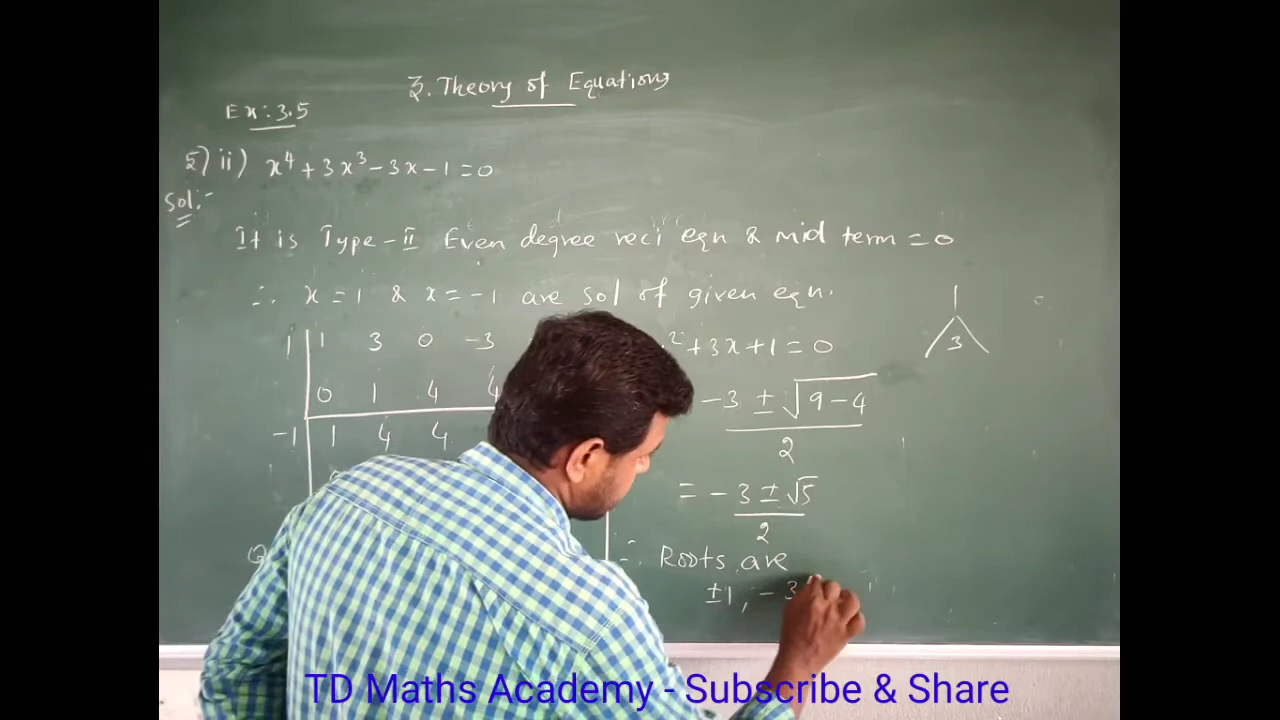 3. Theory of Equations
Ex: 3.5
5) ii) x⁴ + 3x³ - 3x - 1 = 0
Sol:-
It is Type - II Even degree reci eqn & mid term = 0
∴ x = 1 & x = -1 are sol of given eqn.
1
3
1 | 1 3 0 -3
0 1 4 4
-1 | 1 4 4
² + 3x + 1 = 0
-3 ± √9-4
2
= -3 ± √5
2
∴ Roots are
±1, -3
TD Maths Academy - Subscribe & Share